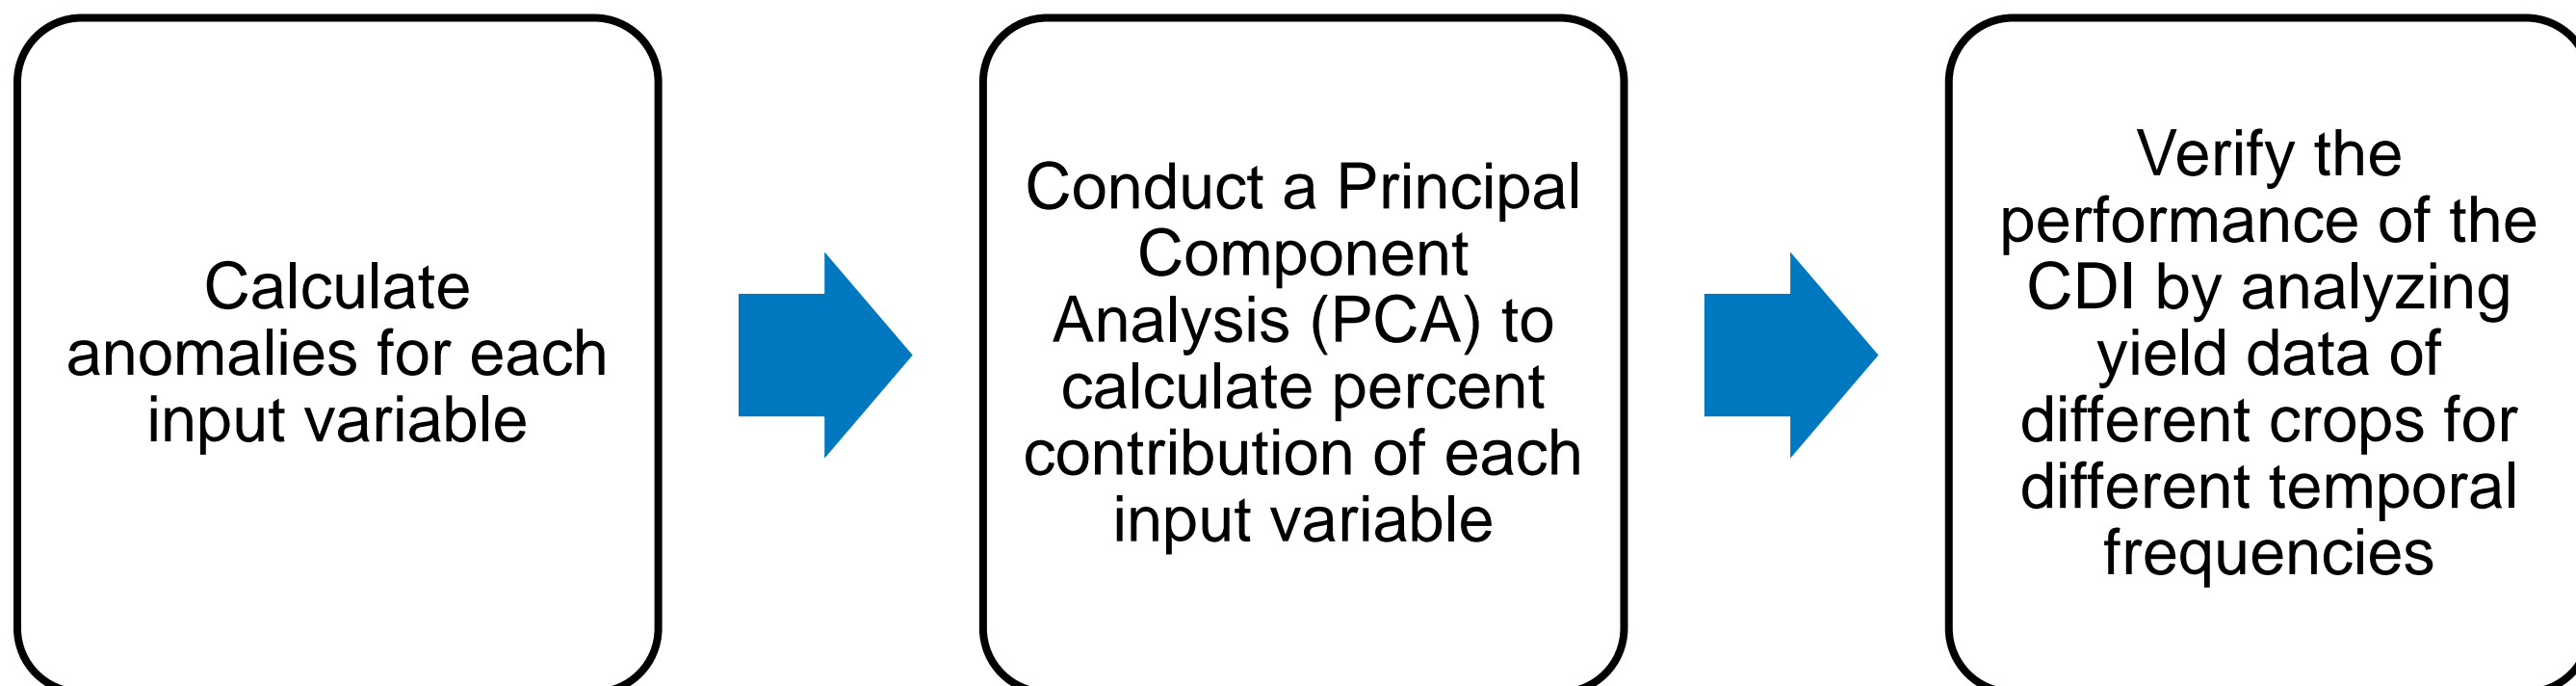 Calculate
anomalies for each
input variable
Conduct a Principal
Component
Analysis (PCA) to
calculate percent
contribution of each
input variable
Verify the
performance of the
CDI by analyzing
yield data of
different crops for
different temporal
frequencies